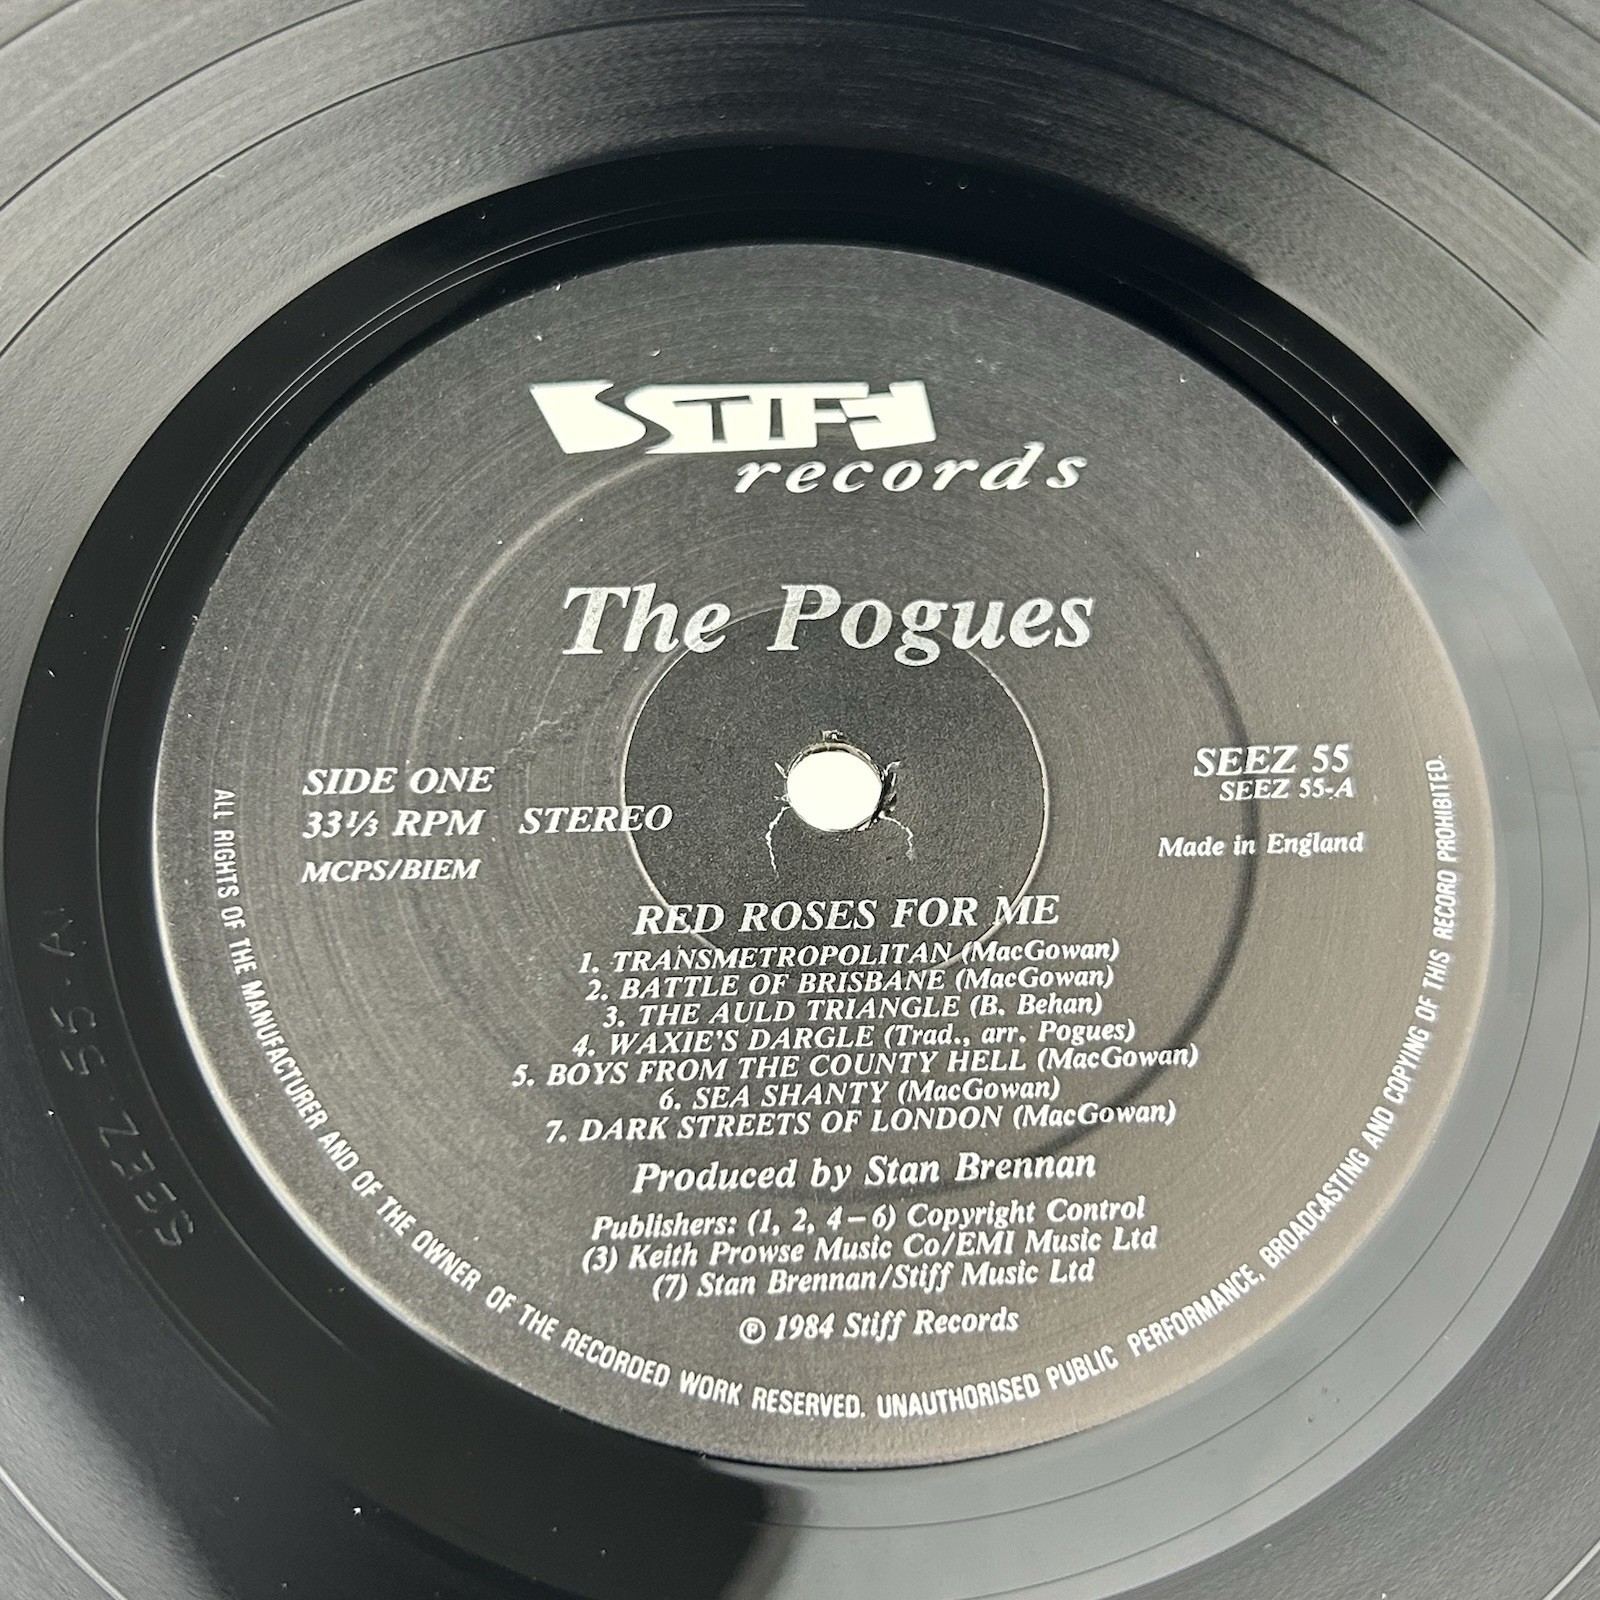 STIFF
records
The Pogues
SIDE ONE
33⅓ RPM STEREO
MCPS/BIEM
SEEZ 55
SEEZ 55-A
Made in England
RED ROSES FOR ME
1. TRANSMETROPOLITAN (MacGowan)
2. BATTLE OF BRISBANE (MacGowan)
3. THE AULD TRIANGLE (B. Behan)
4. WAXIE'S DARGLE (Trad., arr. Pogues)
5. BOYS FROM THE COUNTY HELL (MacGowan)
6. SEA SHANTY (MacGowan)
7. DARK STREETS OF LONDON (MacGowan)
Produced by Stan Brennan
Publishers: (1, 2, 4–6) Copyright Control
(3) Keith Prowse Music Co/EMI Music Ltd
(7) Stan Brennan/Stiff Music Ltd
℗ 1984 Stiff Records
ALL RIGHTS OF THE MANUFACTURER AND OF THE OWNER OF THE RECORDED WORK RESERVED. UNAUTHORISED PUBLIC PERFORMANCE, BROADCASTING AND COPYING OF THIS RECORD PROHIBITED.
SEEZ·55·A